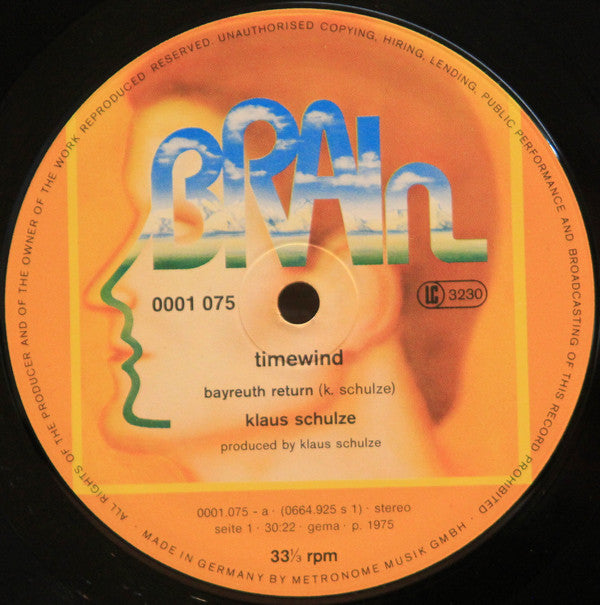 ALL RIGHTS OF THE PRODUCER AND OF THE OWNER OF THE WORK REPRODUCED RESERVED. UNAUTHORISED COPYING, HIRING, LENDING, PUBLIC PERFORMANCE AND BROADCASTING OF THIS RECORD PROHIBITED
BRAIn
0001 075
LC 3230
timewind
bayreuth return (k. schulze)
klaus schulze
produced by klaus schulze
0001.075 - a · (0664.925 s 1) · stereo
seite 1 · 30:22 · gema · p. 1975
33⅓ rpm
· MADE IN GERMANY BY METRONOME MUSIK GMBH ·